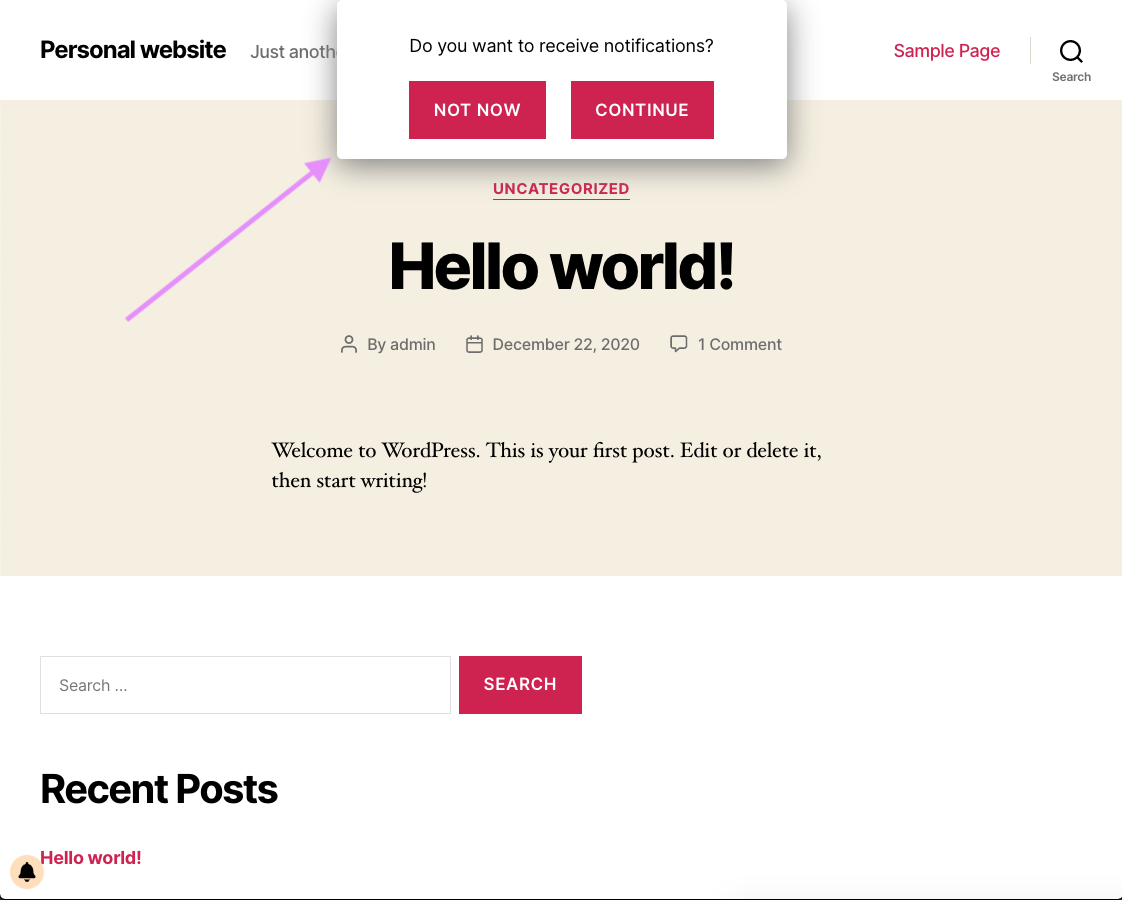 Do you want to receive notifications?
NOT NOW CONTINUE
Personal website Just anoth
Sample Page
Search
UNCATEGORIZED
Hello world!
By admin December 22, 2020 1 Comment
Welcome to WordPress. This is your first post. Edit or delete it,
then start writing!
Search …
SEARCH
Recent Posts
Hello world!